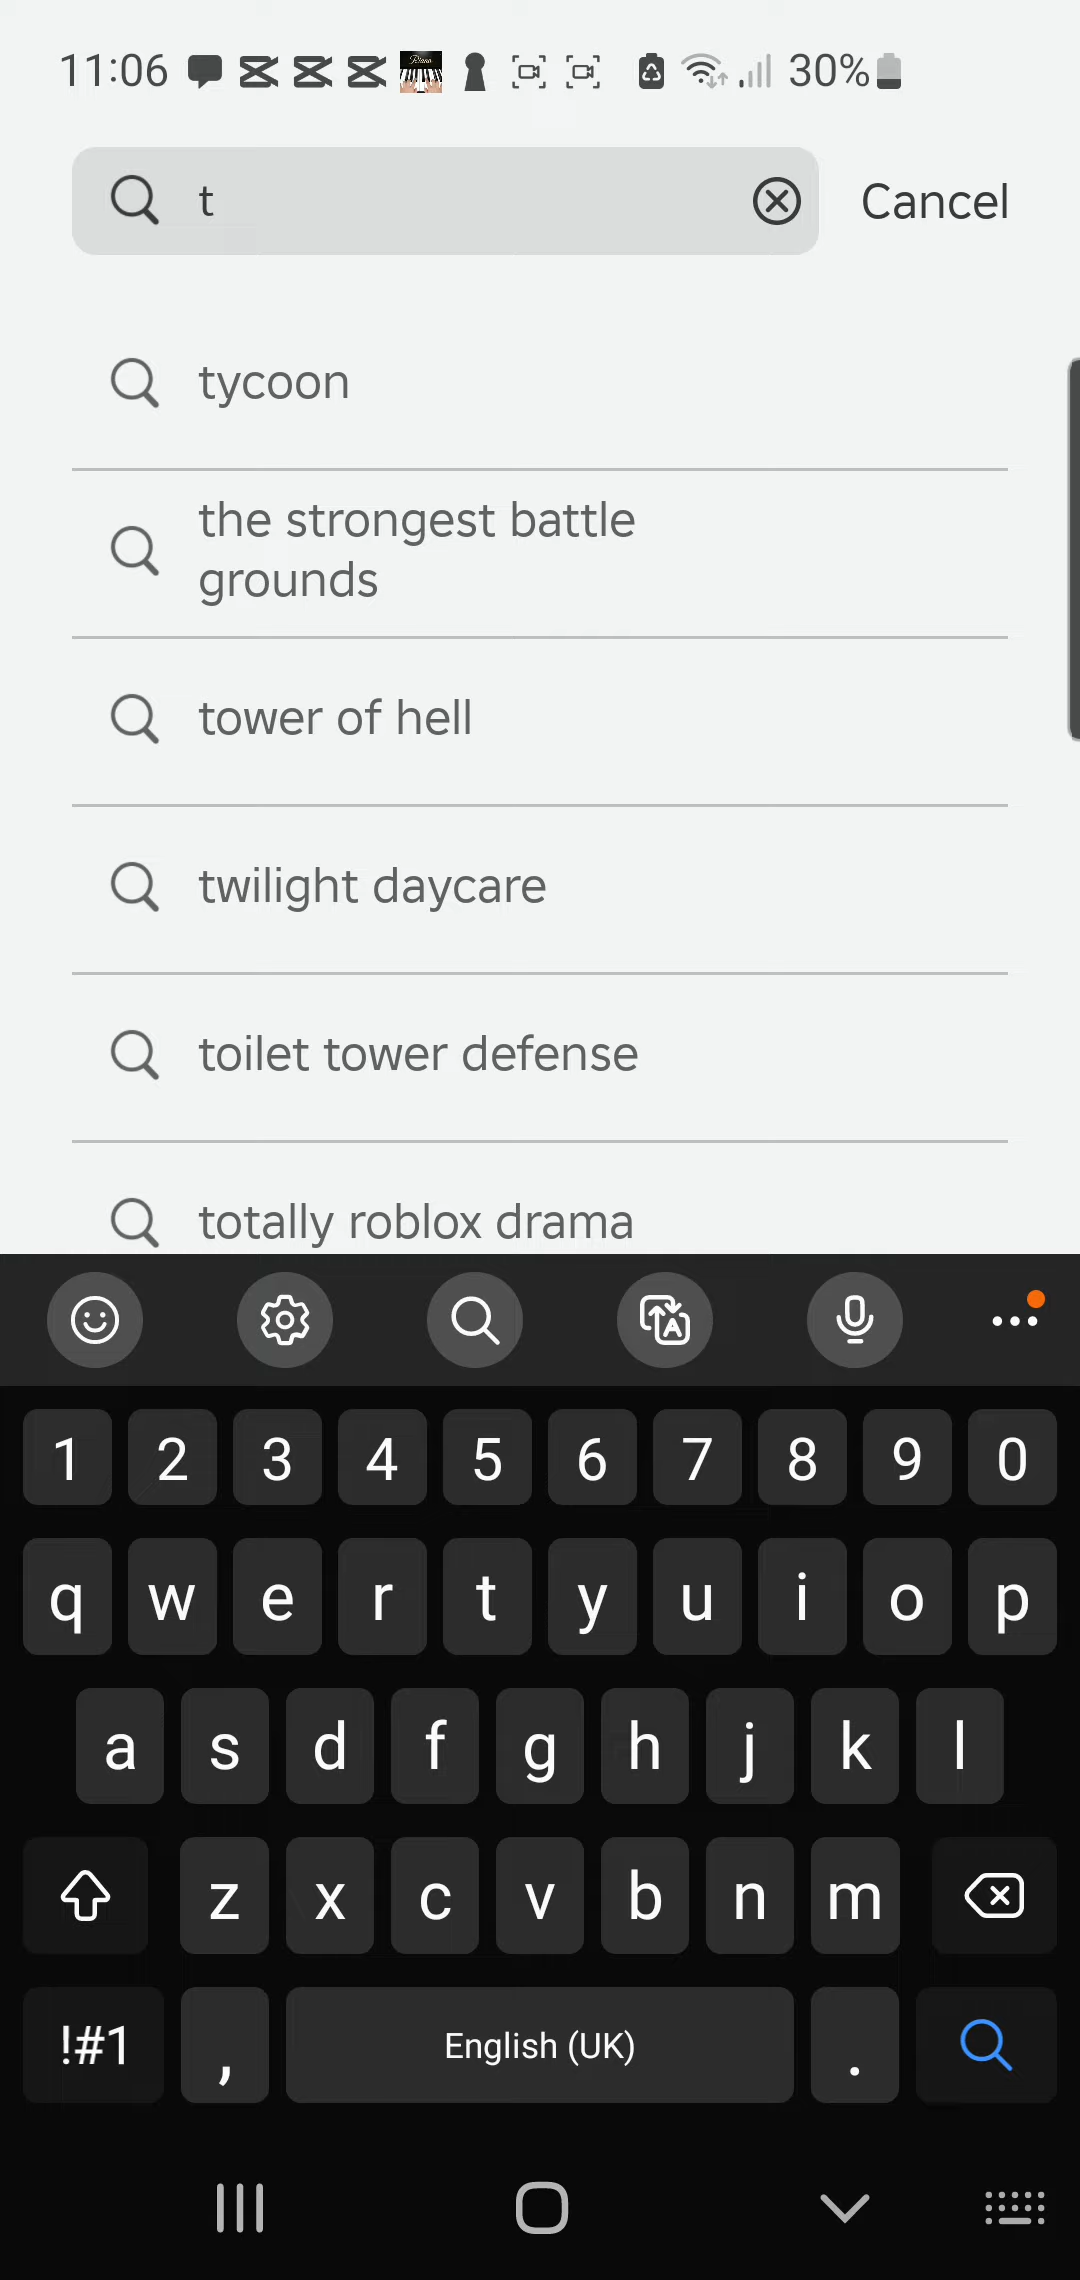 11:06 30%
t Cancel
tycoon
the strongest battle
grounds
tower of hell
twilight daycare
toilet tower defense
totally roblox drama
1 2 3 4 5 6 7 8 9 0
q w e r t y u i o p
a s d f g h j k l
z x c v b n m
!#1 , English (UK) .